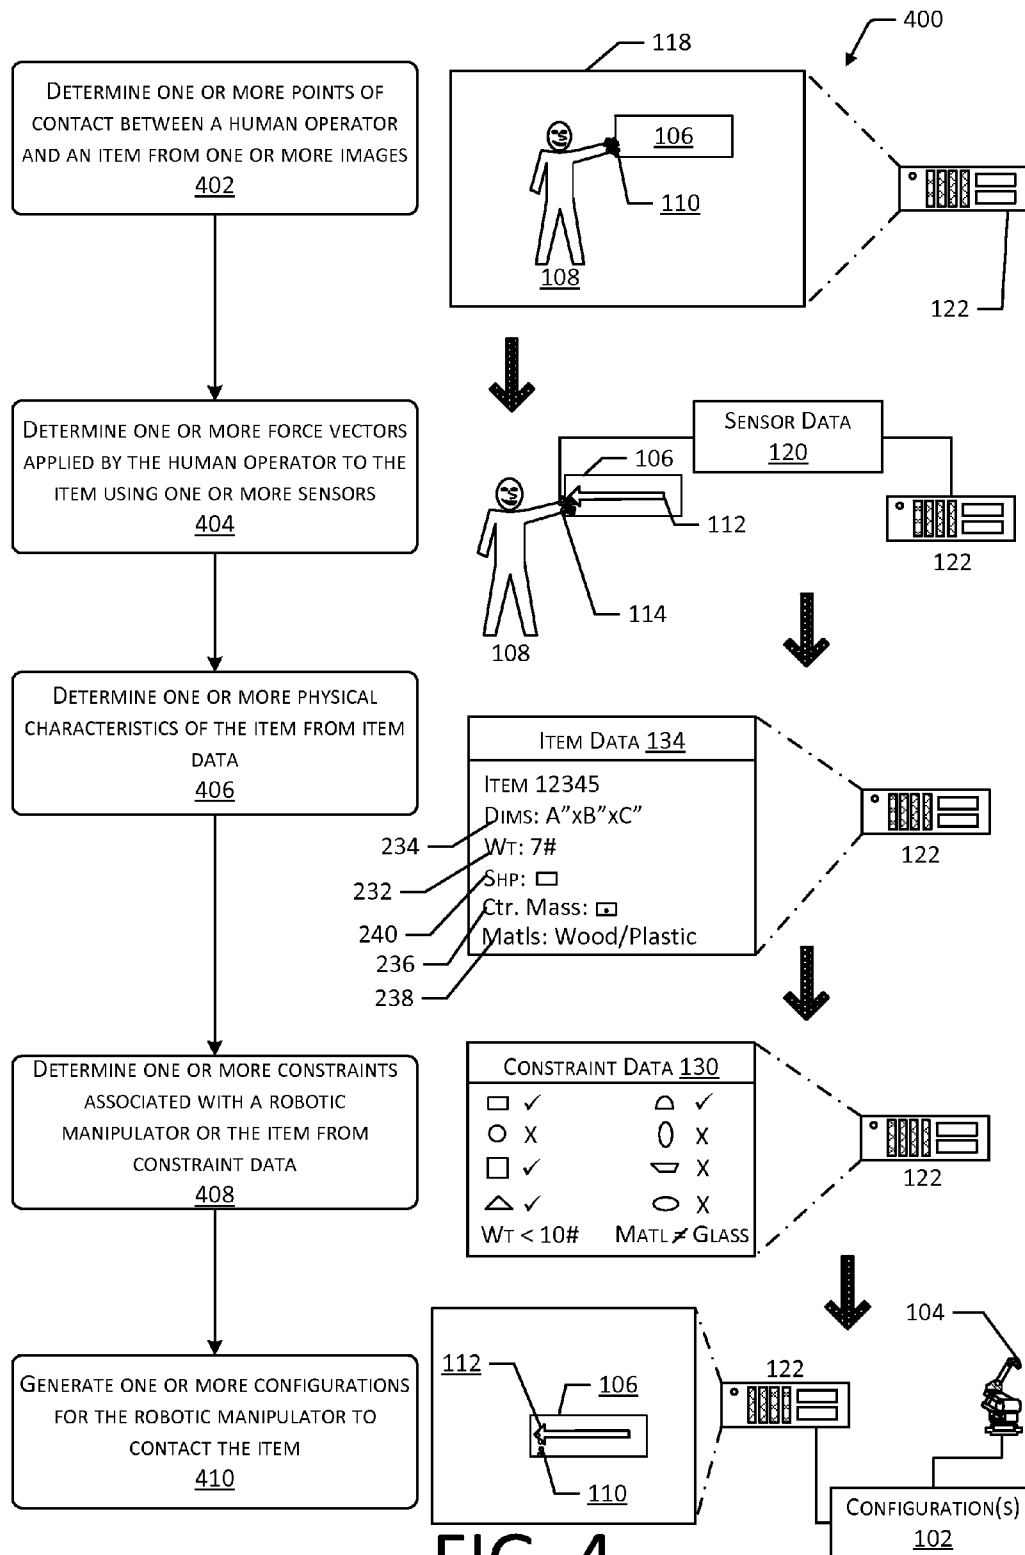 400
118
DETERMINE ONE OR MORE POINTS OF
CONTACT BETWEEN A HUMAN OPERATOR
AND AN ITEM FROM ONE OR MORE IMAGES
402
106
110
108
122
DETERMINE ONE OR MORE FORCE VECTORS
APPLIED BY THE HUMAN OPERATOR TO THE
ITEM USING ONE OR MORE SENSORS
404
SENSOR DATA
120
106
112
122
114
108
DETERMINE ONE OR MORE PHYSICAL
CHARACTERISTICS OF THE ITEM FROM ITEM
DATA
406
ITEM DATA 134
ITEM 12345
DIMS: A”xB”xC”
WT: 7#
SHP:
Ctr. Mass:
Matls: Wood/Plastic
234
232
240
236
238
122
DETERMINE ONE OR MORE CONSTRAINTS
ASSOCIATED WITH A ROBOTIC
MANIPULATOR OR THE ITEM FROM
CONSTRAINT DATA
408
CONSTRAINT DATA 130
✓ ✓
X X
✓ X
✓ X
WT < 10# MATL ≠ GLASS
122
GENERATE ONE OR MORE CONFIGURATIONS
FOR THE ROBOTIC MANIPULATOR TO
CONTACT THE ITEM
410
112
106
110
122
104
CONFIGURATION(S)
102
FIG. 4